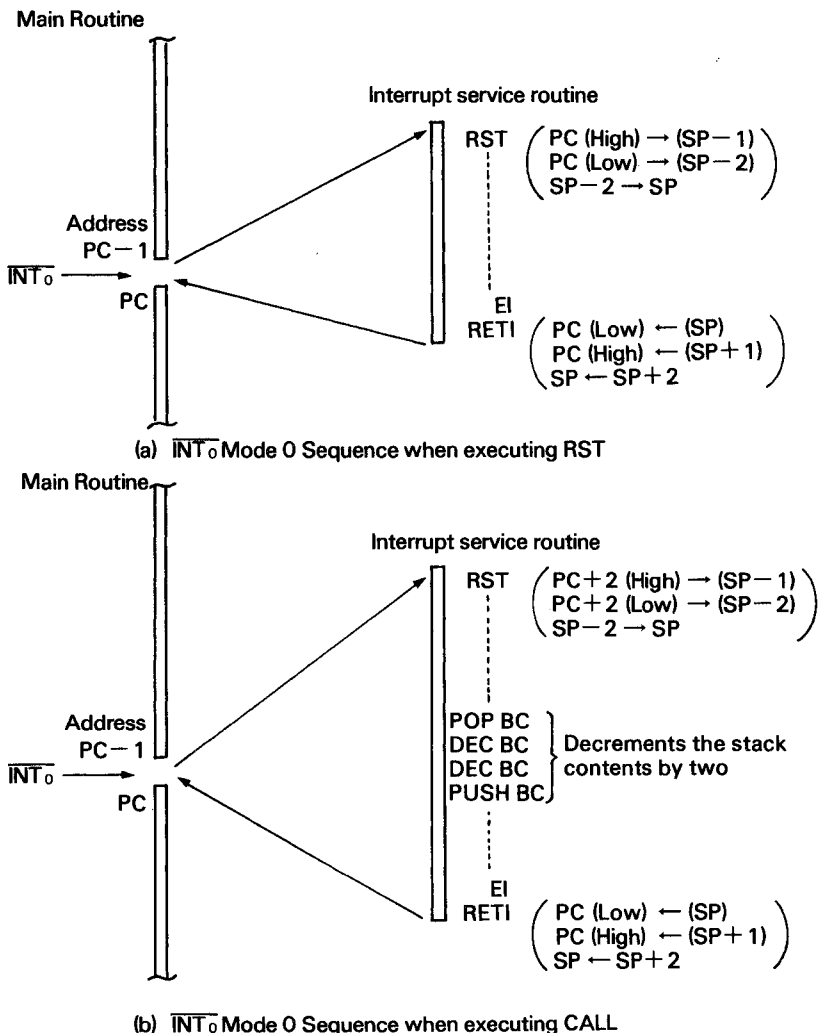 Main Routine
Interrupt service routine
RST
PC (High) → (SP−1)
PC (Low) → (SP−2)
SP−2 → SP
Address
PC−1
INT₀
PC
EI
RETI
PC (Low) ← (SP)
PC (High) ← (SP+1)
SP ← SP+2
(a) INT₀ Mode 0 Sequence when executing RST
Main Routine
Interrupt service routine
RST
PC+2 (High) → (SP−1)
PC+2 (Low) → (SP−2)
SP−2 → SP
POP BC
DEC BC
DEC BC
PUSH BC
Decrements the stack
contents by two
Address
PC−1
INT₀
PC
EI
RETI
PC (Low) ← (SP)
PC (High) ← (SP+1)
SP ← SP+2
(b) INT₀ Mode 0 Sequence when executing CALL